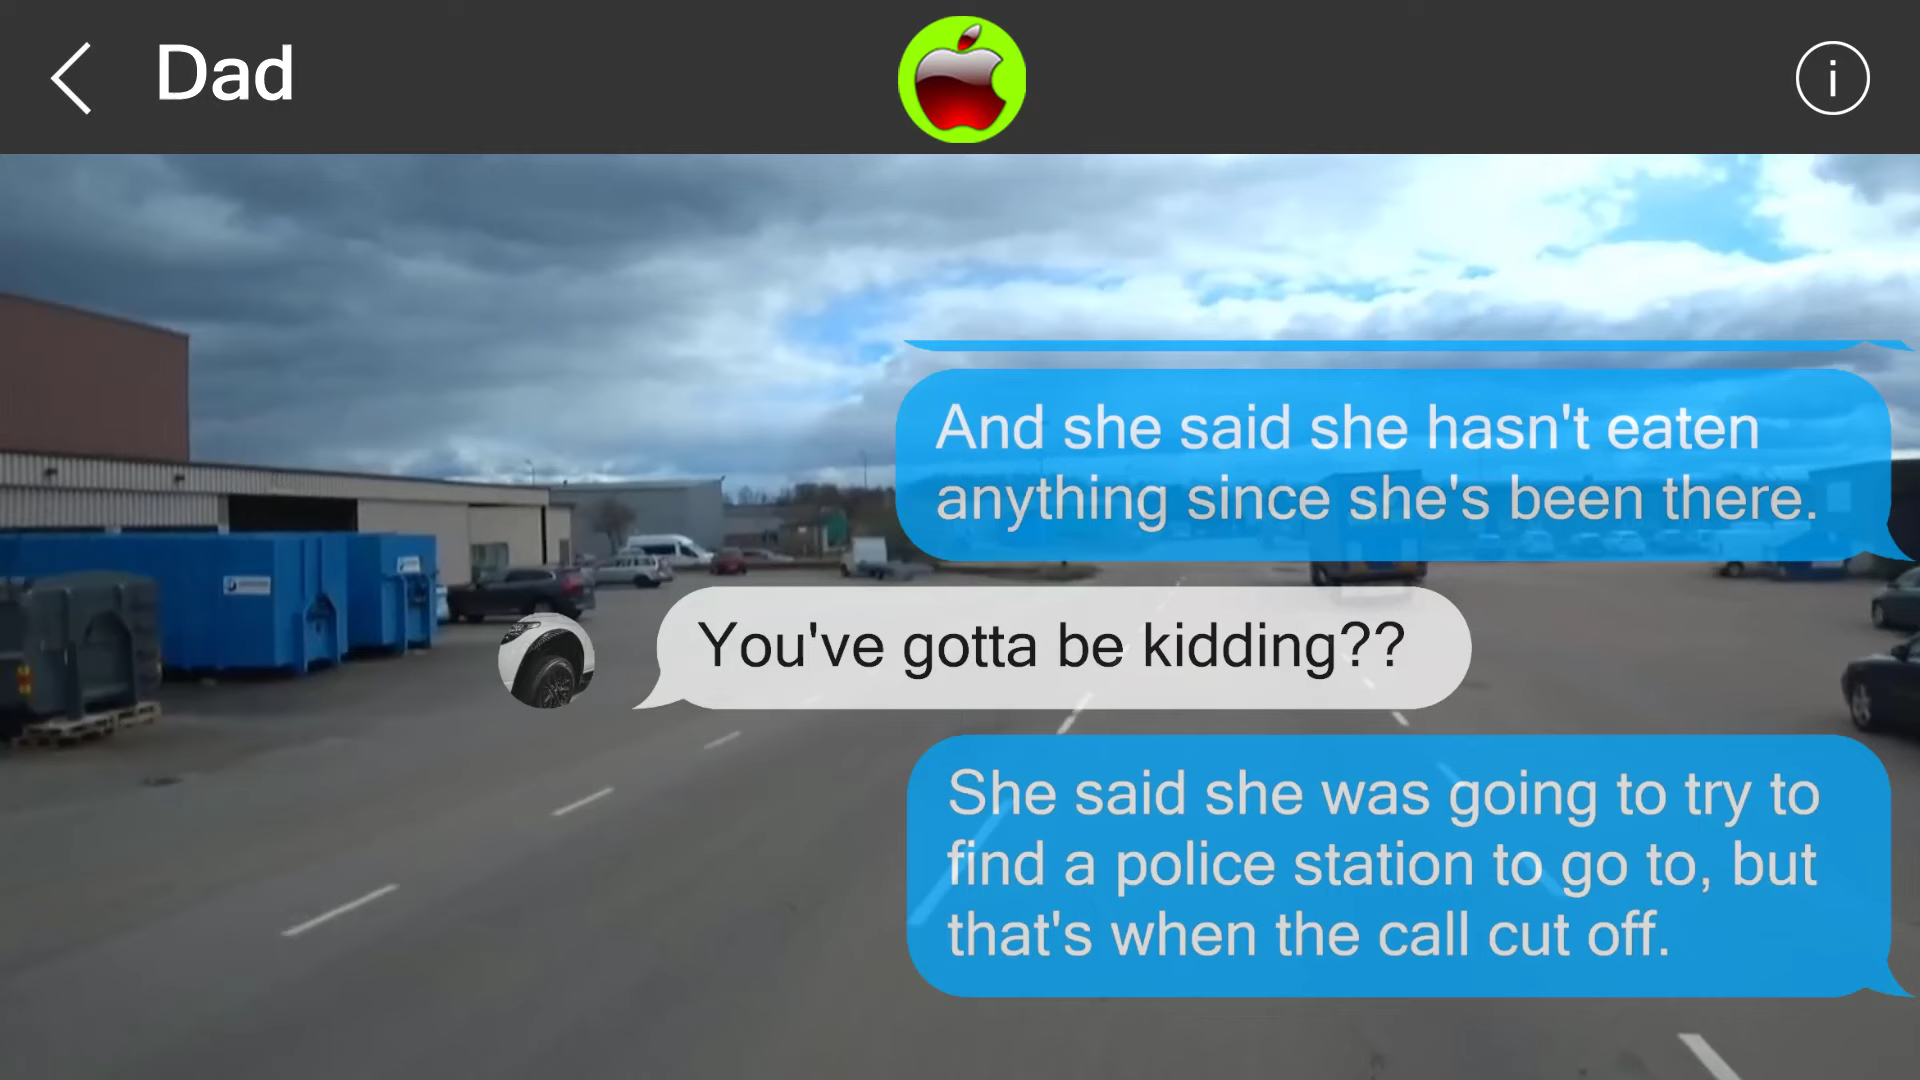 Dad
And she said she hasn't eaten
anything since she's been there.
You've gotta be kidding??
She said she was going to try to
find a police station to go to, but
that's when the call cut off.